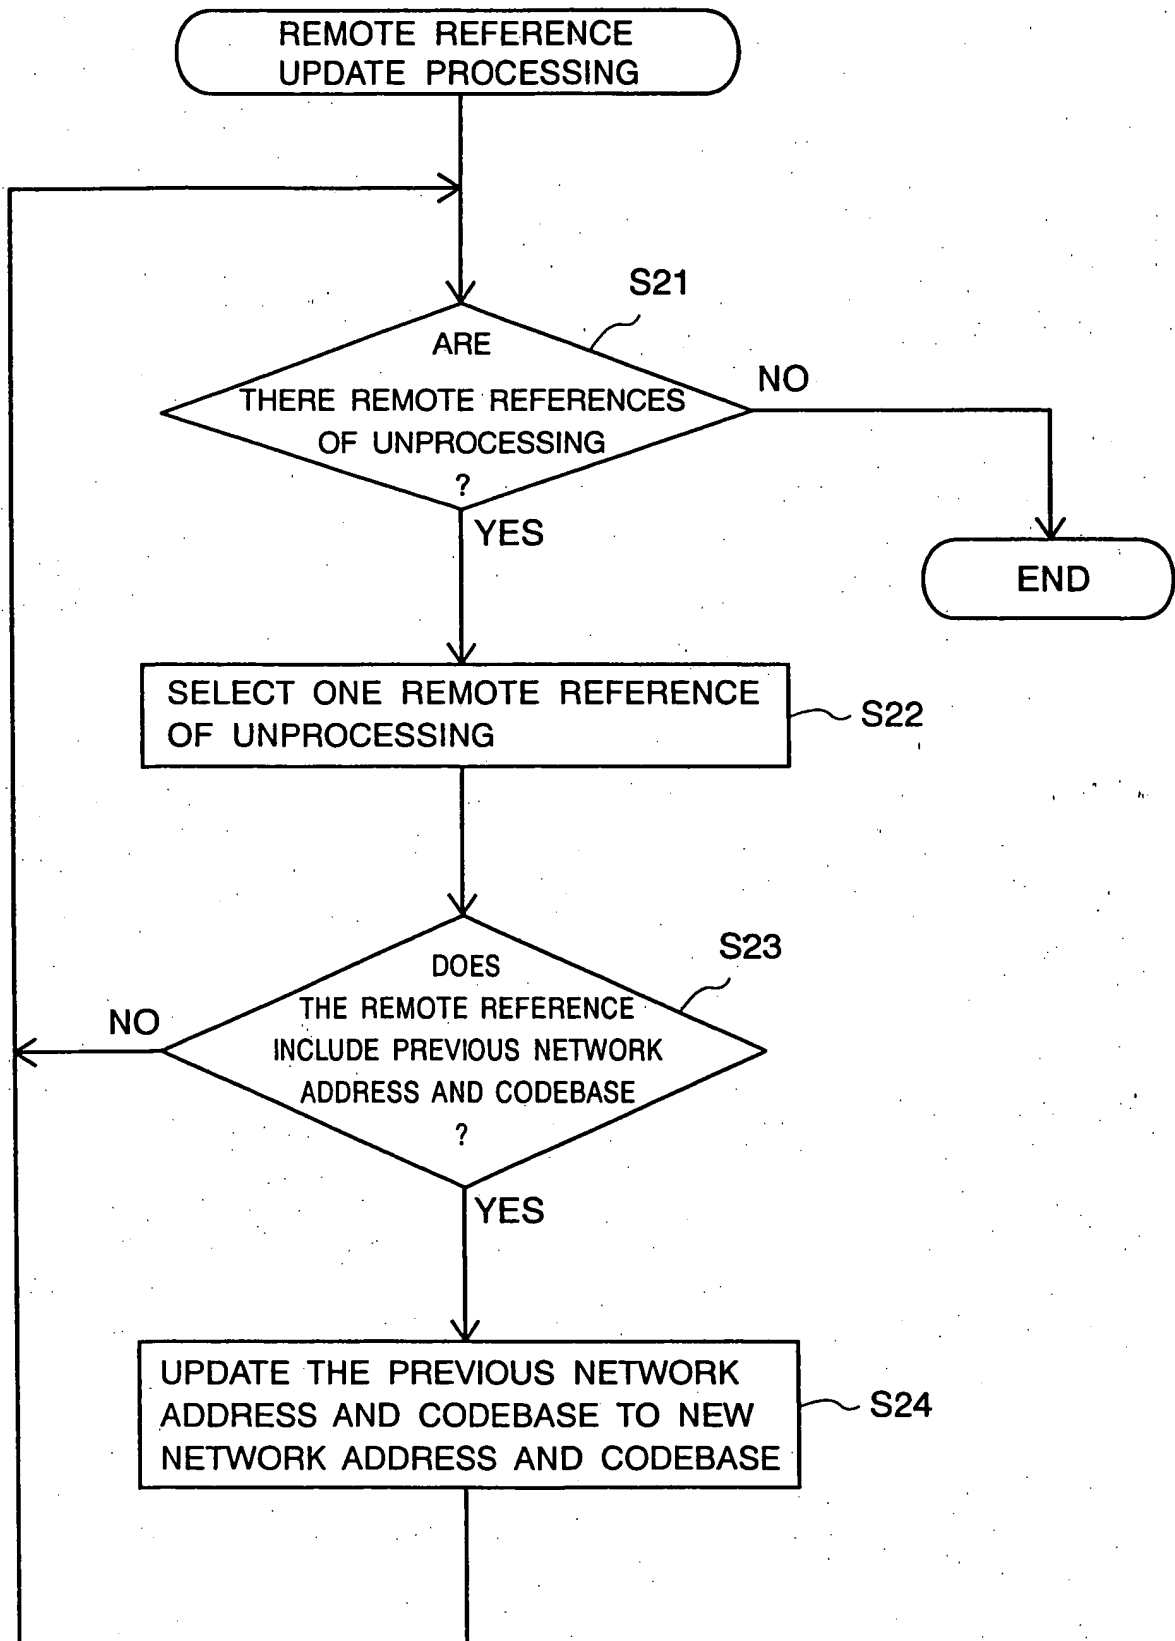 REMOTE REFERENCE
UPDATE PROCESSING
S21
ARE
THERE REMOTE REFERENCES
OF UNPROCESSING
?
NO
YES
END
SELECT ONE REMOTE REFERENCE
OF UNPROCESSING
S22
S23
DOES
THE REMOTE REFERENCE
INCLUDE PREVIOUS NETWORK
ADDRESS AND CODEBASE
?
NO
YES
UPDATE THE PREVIOUS NETWORK
ADDRESS AND CODEBASE TO NEW
NETWORK ADDRESS AND CODEBASE
S24